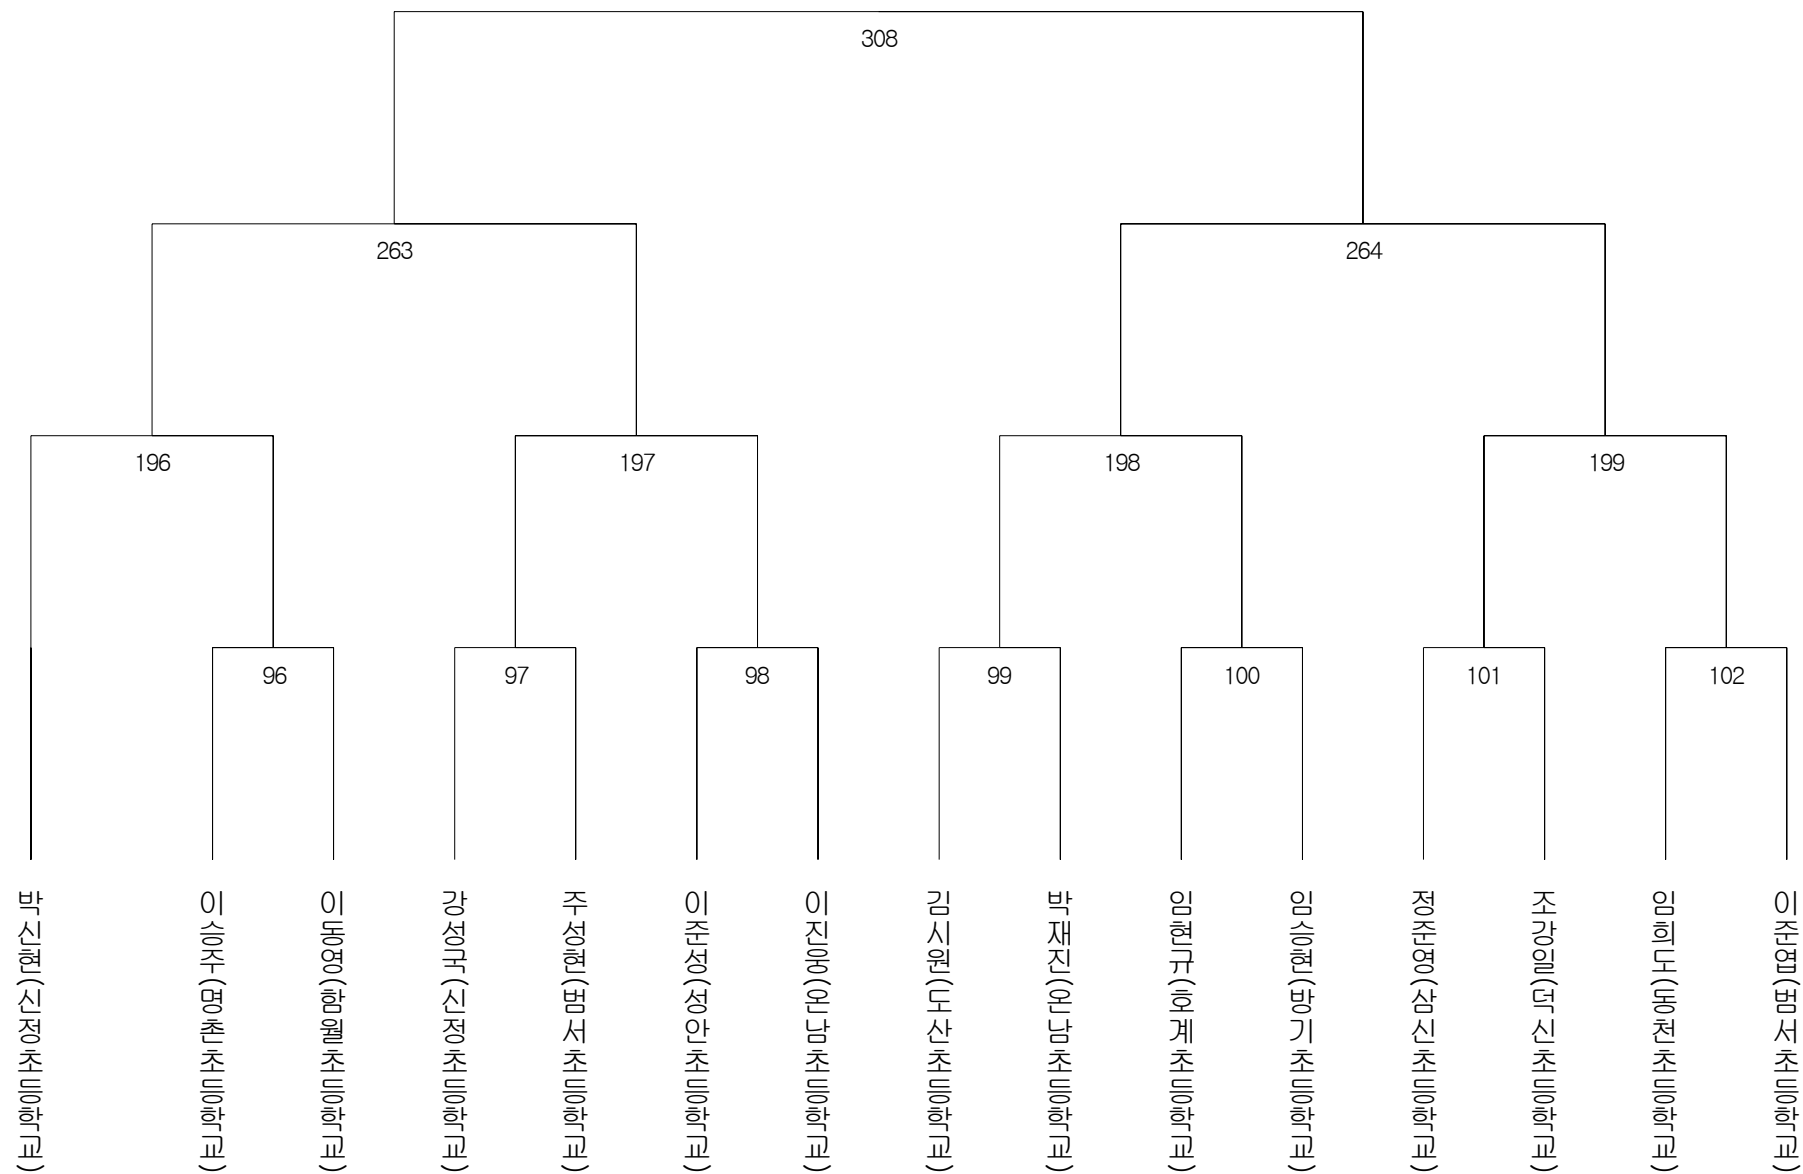 308
263
264
196
197
198
199
96
97
98
99
100
101
102
박신현(신정초등학교)
이승주(명촌초등학교)
이동영(함월초등학교)
강성국(신정초등학교)
주성현(범서초등학교)
이준성(성안초등학교)
이진웅(온남초등학교)
김시원(도산초등학교)
박재진(온남초등학교)
임현규(호계초등학교)
임승현(방기초등학교)
정준영(삼신초등학교)
조강일(덕신초등학교)
임희도(동천초등학교)
이준엽(범서초등학교)